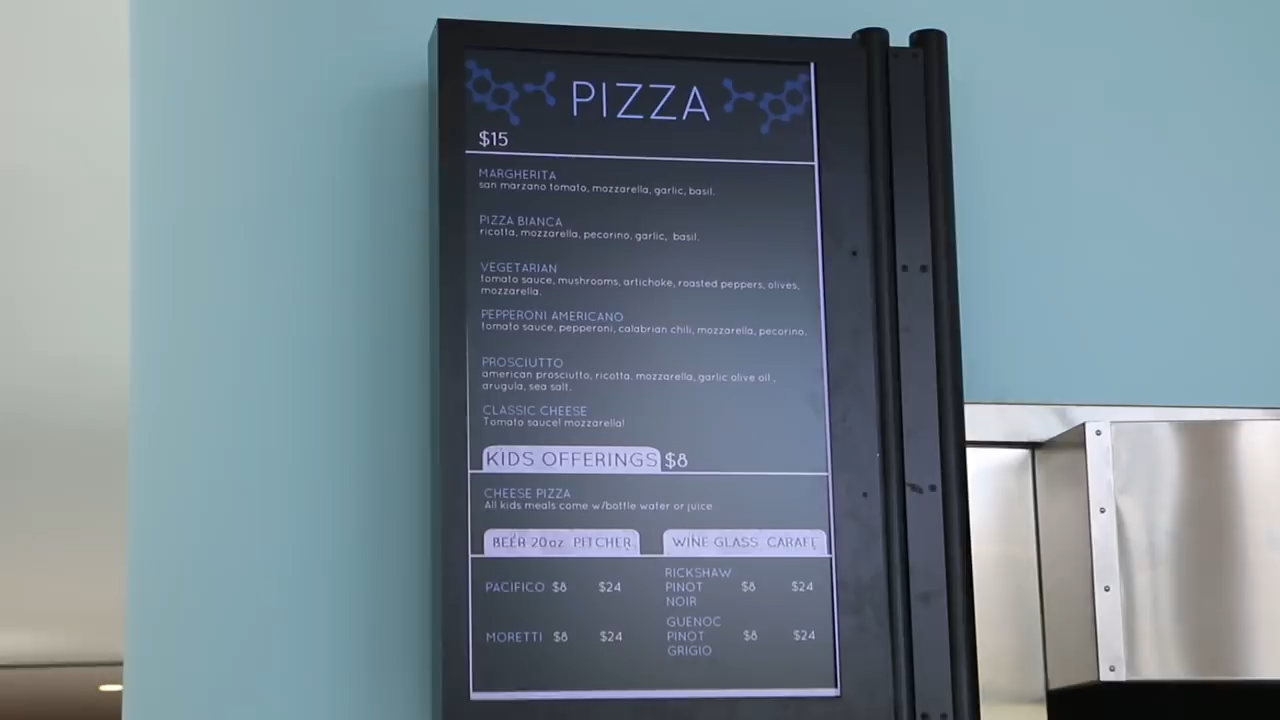 PIZZA
$15
MARGHERITA
san marzano tomato, mozzarella, garlic, basil.
PIZZA BIANCA
ricotta, mozzarella, pecorino, garlic, basil.
VEGETARIAN
tomato sauce, mushrooms, artichoke, roasted peppers, olives,
mozzarella.
PEPPERONI AMERICANO
tomato sauce, pepperoni, calabrian chili, mozzarella, pecorino.
PROSCIUTTO
american prosciutto, ricotta. mozzarella, garlic olive oil ,
arugula, sea salt.
CLASSIC CHEESE
Tomato sauce! mozzarella!
KIDS OFFERINGS $8
CHEESE PIZZA
All kids meals come w/bottle water or juice
BEER 20oz PITCHER
PACIFICO $8 $24
MORETTI $8 $24
WINE GLASS CARAFE
RICKSHAW
PINOT $8 $24
NOIR
GUENOC
PINOT $8 $24
GRIGIO